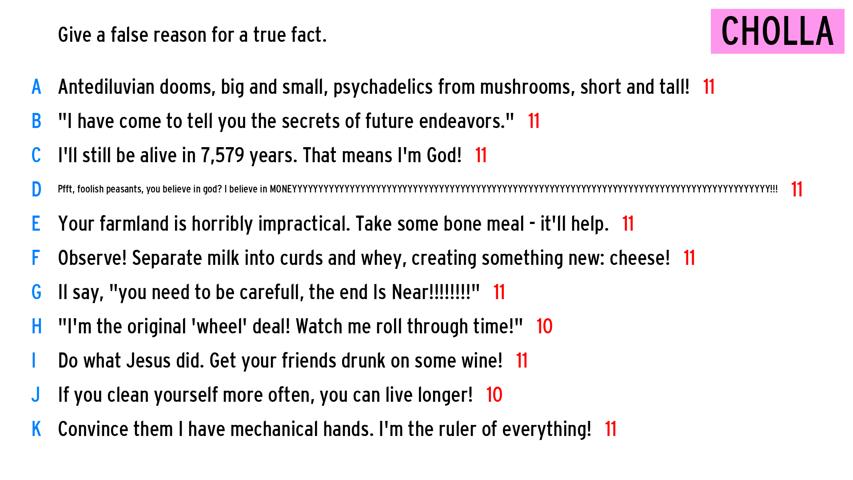 Give a false reason for a true fact.
CHOLLA
A Antediluvian dooms, big and small, psychadelics from mushrooms, short and tall! 11
B "I have come to tell you the secrets of future endeavors." 11
C I'll still be alive in 7,579 years. That means I'm God! 11
D Pfft, foolish peasants, you believe in god? I believe in MONEYYYYYYYYYYYYYYYYYYYYYYYYYYYYYYYYYYYYYYYYYYYYYYYYYYYYYYYYYYYYYYYYYYYYYYYYYYYYYYYYYYYYYYYYYYYYYYYYYYYYYYYYYYYYYYY!!! 11
E Your farmland is horribly impractical. Take some bone meal - it'll help. 11
F Observe! Separate milk into curds and whey, creating something new: cheese! 11
G Il say, "you need to be carefull, the end Is Near!!!!!!!!" 11
H "I'm the original 'wheel' deal! Watch me roll through time!" 10
I Do what Jesus did. Get your friends drunk on some wine! 11
J If you clean yourself more often, you can live longer! 10
K Convince them I have mechanical hands. I'm the ruler of everything! 11